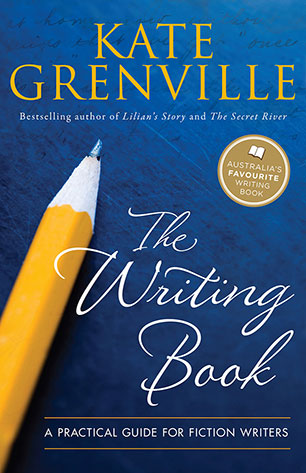 KATE
GRENVILLE
Bestselling author of Lilian's Story and The Secret River
AUSTRALIA'S
FAVOURITE
WRITING
BOOK
The
Writing
Book
A PRACTICAL GUIDE FOR FICTION WRITERS